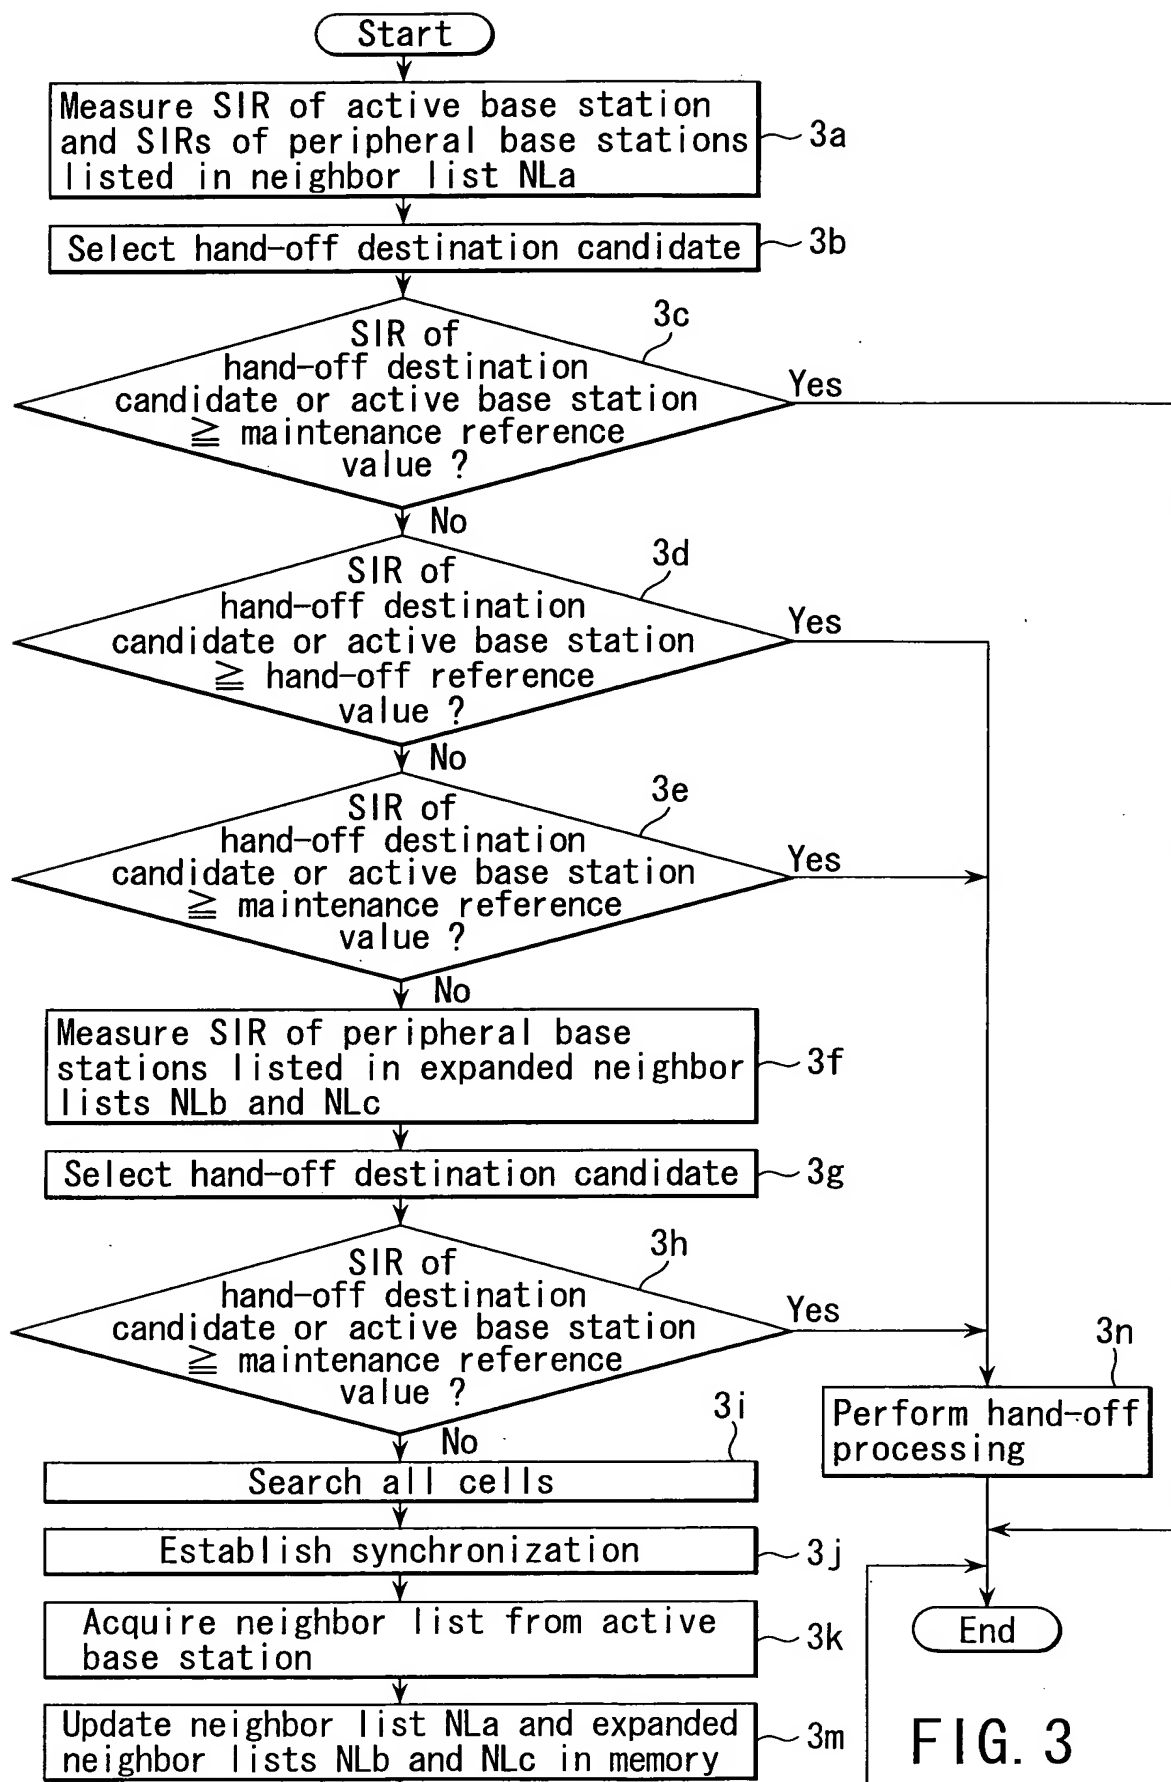 Start
Measure SIR of active base station
and SIRs of peripheral base stations
listed in neighbor list NLa
3a
Select hand-off destination candidate
3b
3c
SIR of
hand-off destination
candidate or active base station
≧ maintenance reference
value ?
Yes
No
3d
SIR of
hand-off destination
candidate or active base station
≧ hand-off reference
value ?
Yes
No
3e
SIR of
hand-off destination
candidate or active base station
≧ maintenance reference
value ?
Yes
No
Measure SIR of peripheral base
stations listed in expanded neighbor
lists NLb and NLc
3f
Select hand-off destination candidate
3g
3h
SIR of
hand-off destination
candidate or active base station
≧ maintenance reference
value ?
Yes
No
3n
Perform hand-off
processing
3i
Search all cells
Establish synchronization
3j
Acquire neighbor list from active
base station
3k
End
Update neighbor list NLa and expanded
neighbor lists NLb and NLc in memory
3m
FIG. 3